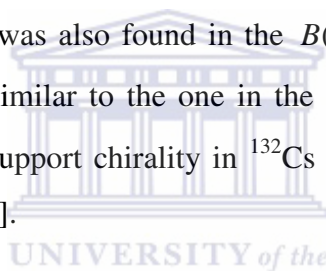 was also found in the B(
imilar to the one in the
upport chirality in ¹³²Cs
].
UNIVERSITY of the